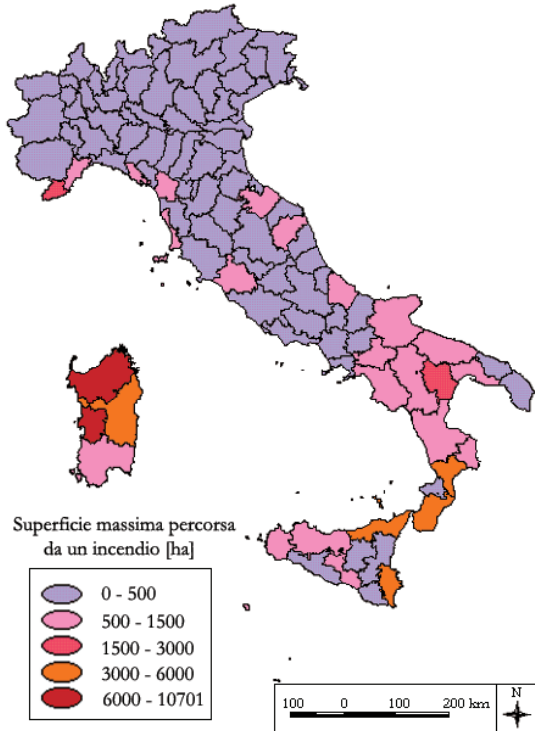 Superficie massima percorsa
da un incendio [ha]
0 - 500
500 - 1500
1500 - 3000
3000 - 6000
6000 - 10701
100 0 100 200 km
N